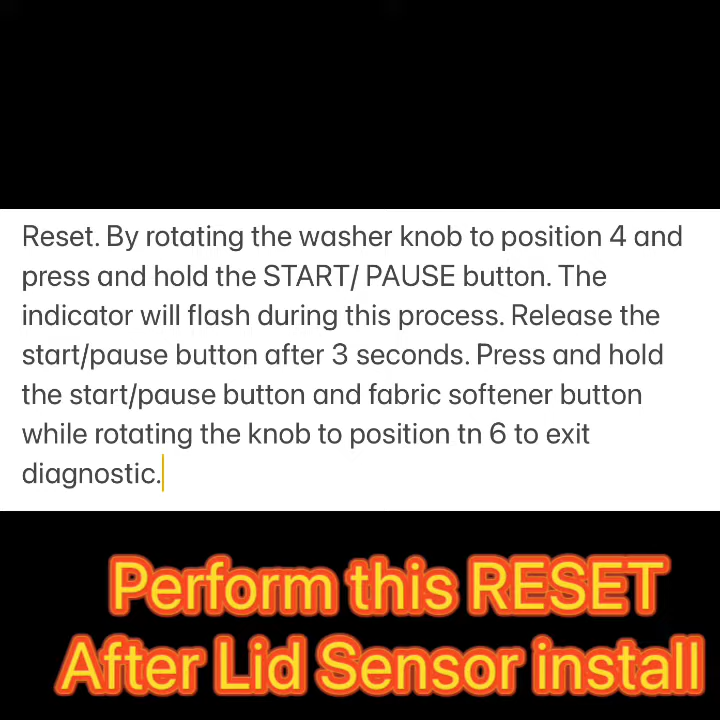 Reset. By rotating the washer knob to position 4 and
press and hold the START/ PAUSE button. The
indicator will flash during this process. Release the
start/pause button after 3 seconds. Press and hold
the start/pause button and fabric softener button
while rotating the knob to position tn 6 to exit
diagnostic.
Perform this RESET
After Lid Sensor install